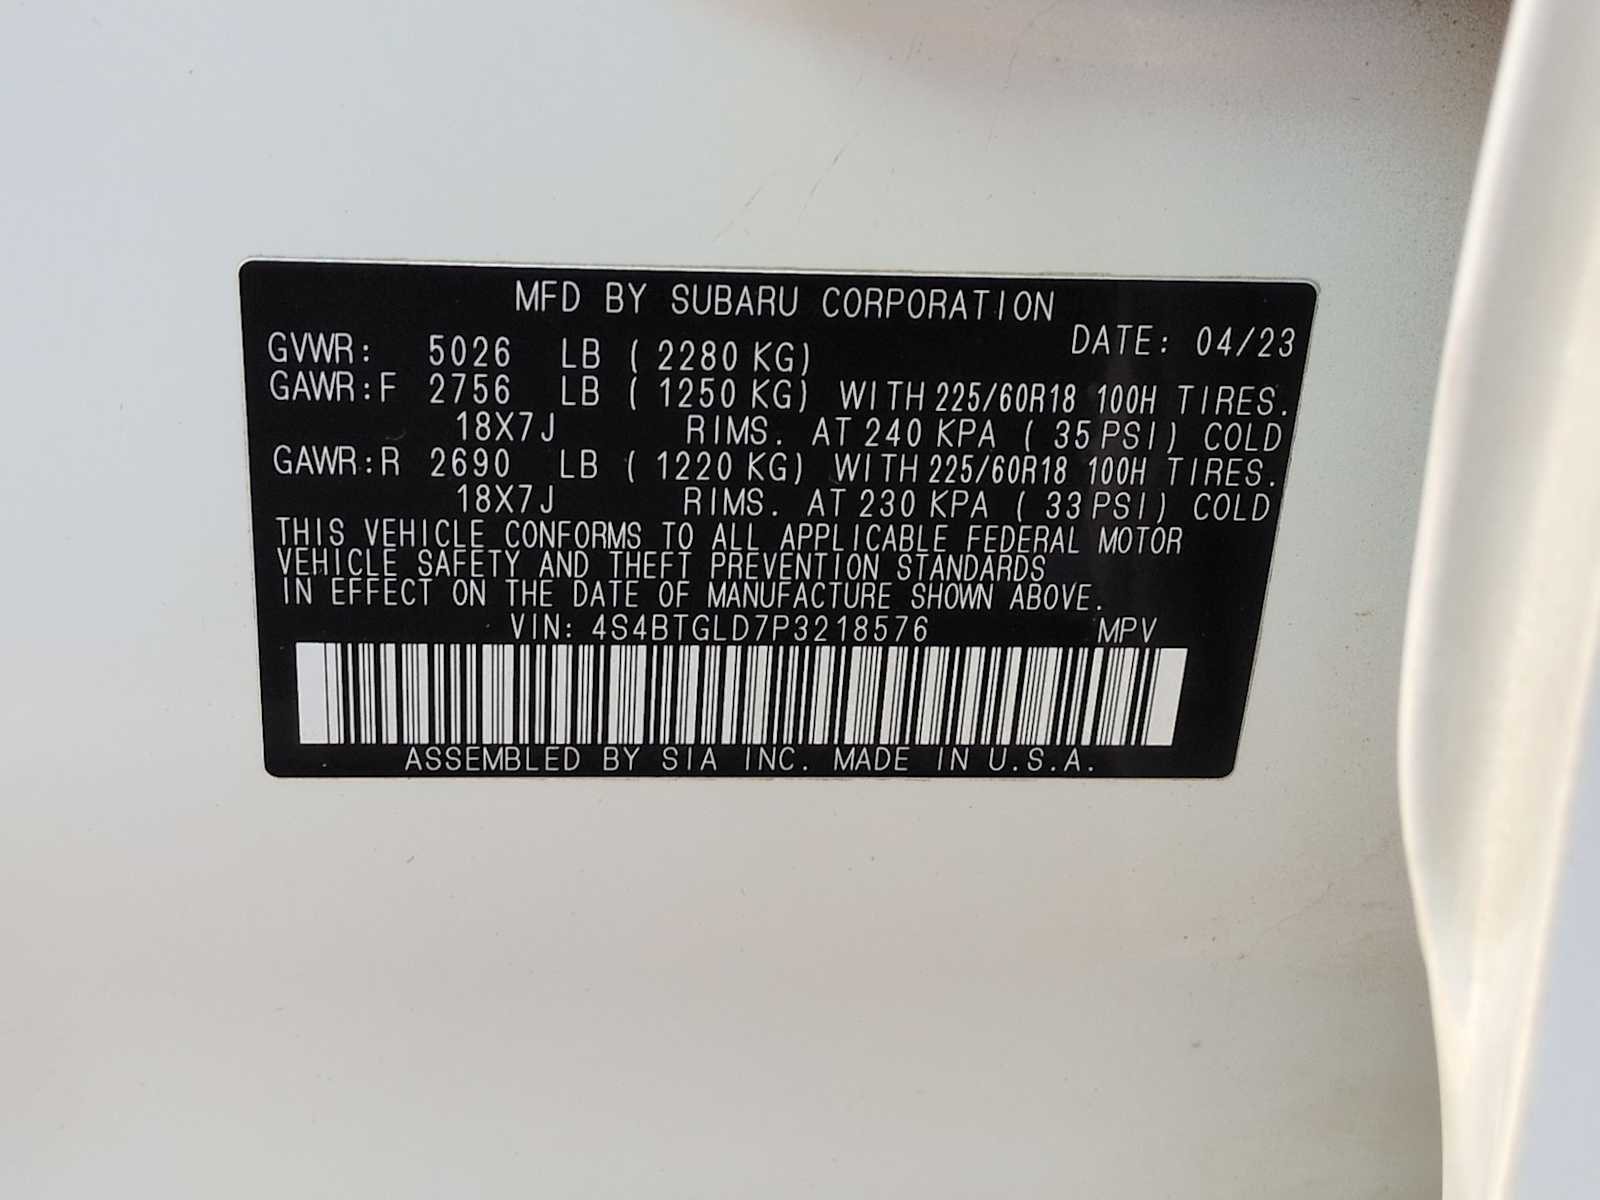 MFD BY SUBARU CORPORATION
DATE: 04/23
GVWR: 5026 LB ( 2280 KG)
GAWR:F 2756 LB ( 1250 KG) WITH 225/60R18 100H TIRES.
18X7J RIMS. AT 240 KPA ( 35 PSI) COLD
GAWR:R 2690 LB ( 1220 KG) WITH 225/60R18 100H TIRES.
18X7J RIMS. AT 230 KPA ( 33 PSI) COLD
THIS VEHICLE CONFORMS TO ALL APPLICABLE FEDERAL MOTOR
VEHICLE SAFETY AND THEFT PREVENTION STANDARDS
IN EFFECT ON THE DATE OF MANUFACTURE SHOWN ABOVE.
VIN: 4S4BTGLD7P3218576 MPV
ASSEMBLED BY SIA INC. MADE IN U.S.A.